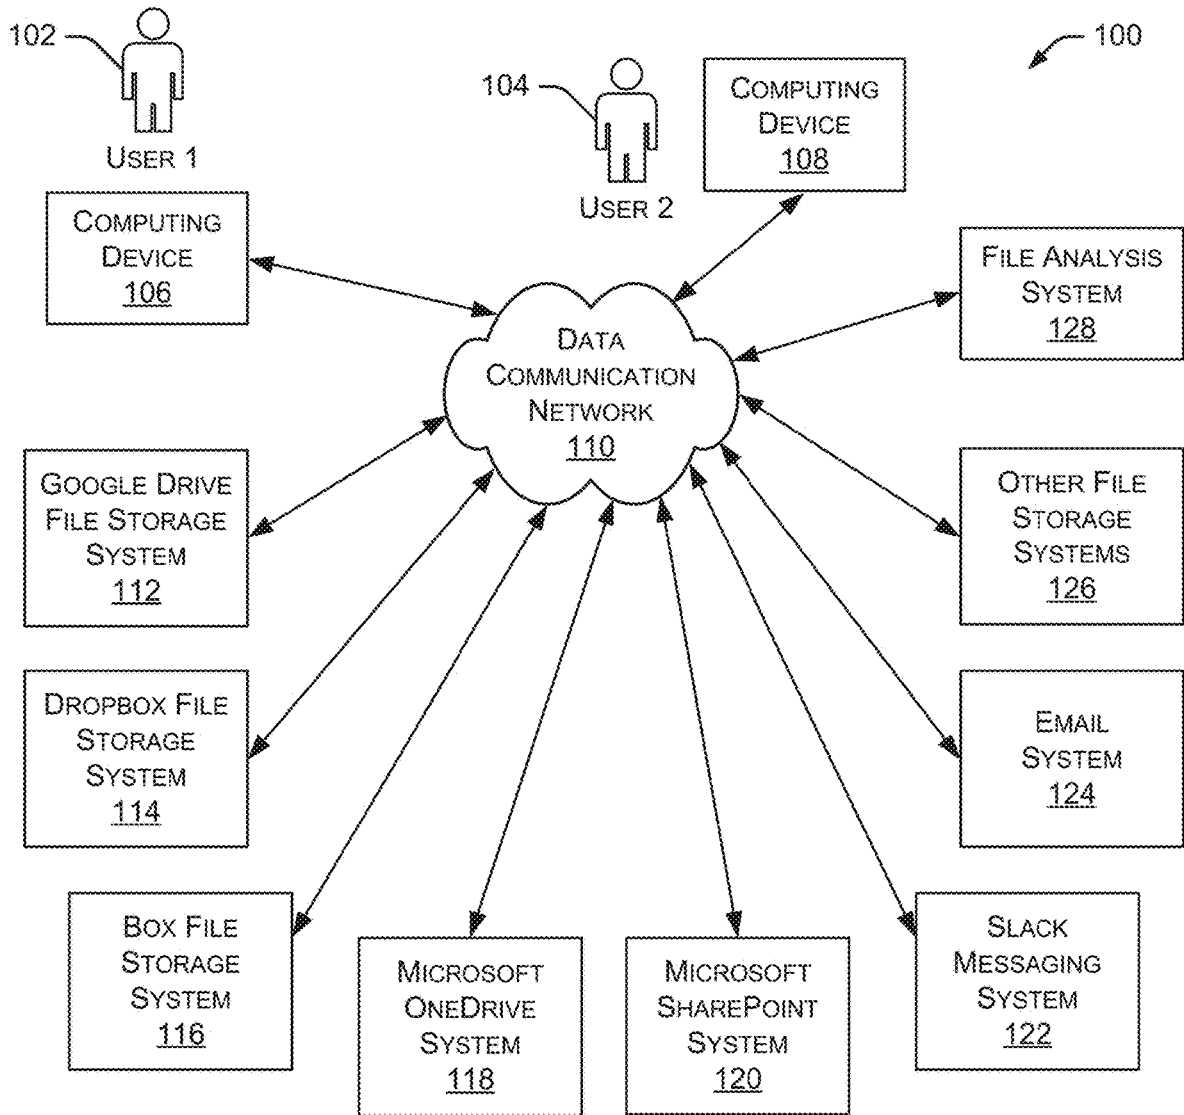 102
USER 1
104
USER 2
100
COMPUTING
DEVICE
108
COMPUTING
DEVICE
106
FILE ANALYSIS
SYSTEM
128
DATA
COMMUNICATION
NETWORK
110
GOOGLE DRIVE
FILE STORAGE
SYSTEM
112
OTHER FILE
STORAGE
SYSTEMS
126
DROPBOX FILE
STORAGE
SYSTEM
114
EMAIL
SYSTEM
124
BOX FILE
STORAGE
SYSTEM
116
MICROSOFT
ONEDRIVE
SYSTEM
118
MICROSOFT
SHAREPOINT
SYSTEM
120
SLACK
MESSAGING
SYSTEM
122